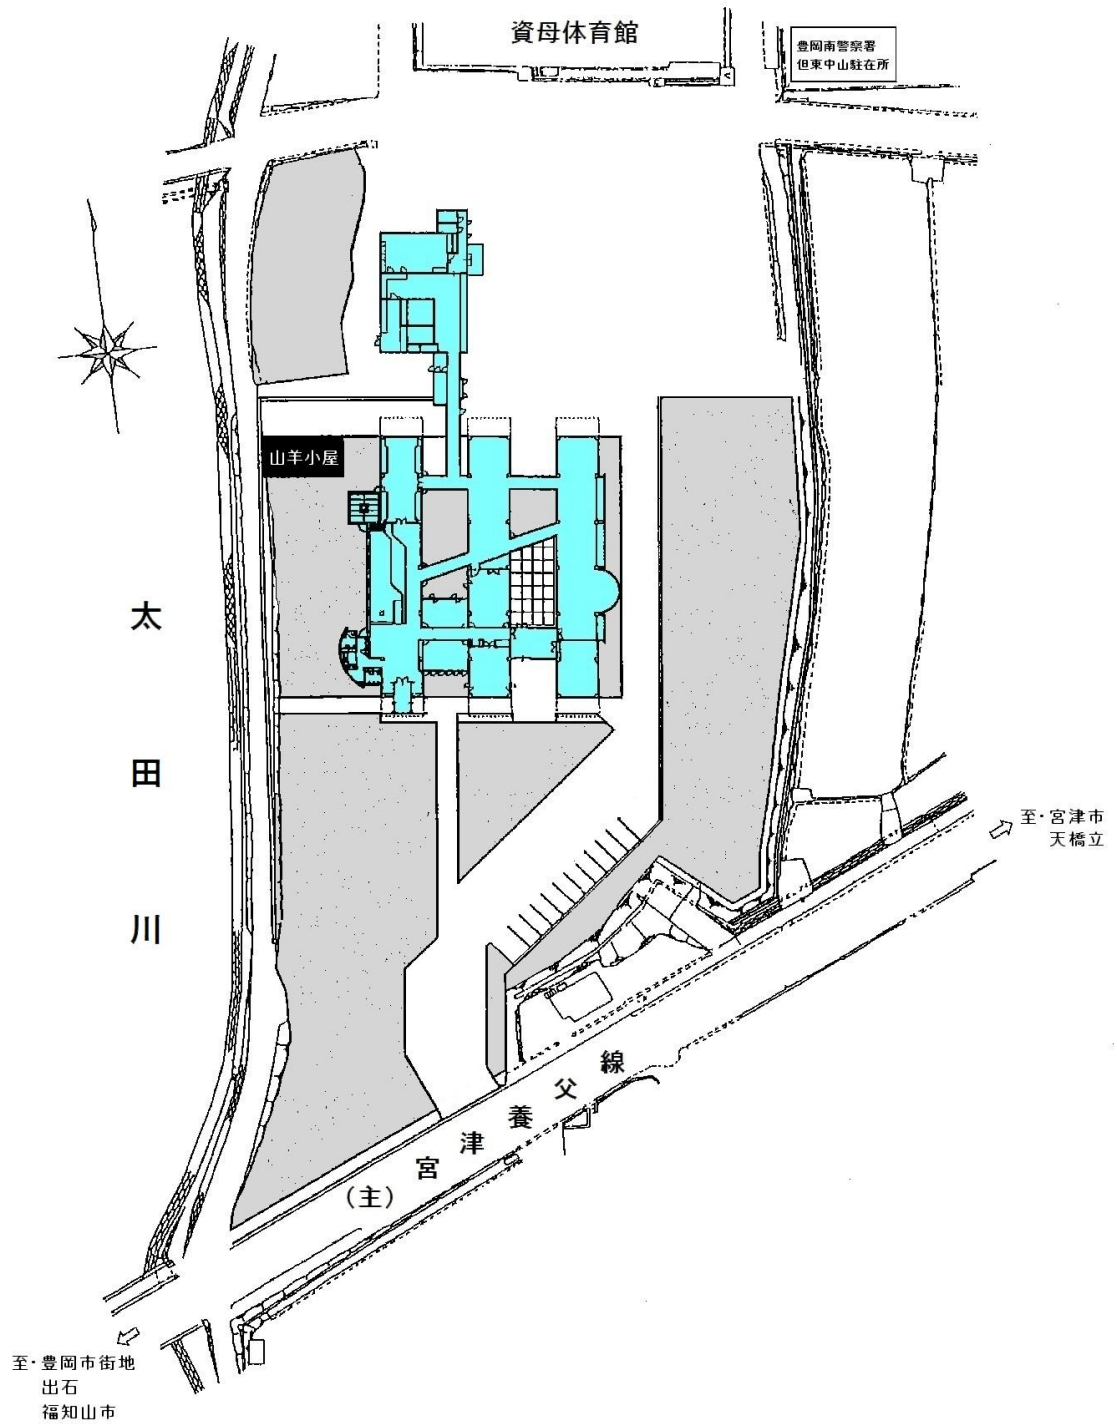 資母体育館
豊岡南警察署
但東中山駐在所
山羊小屋
太田川
至・宮津市
天橋立
(主)宮津養父線
至・豊岡市街地
出石
福知山市